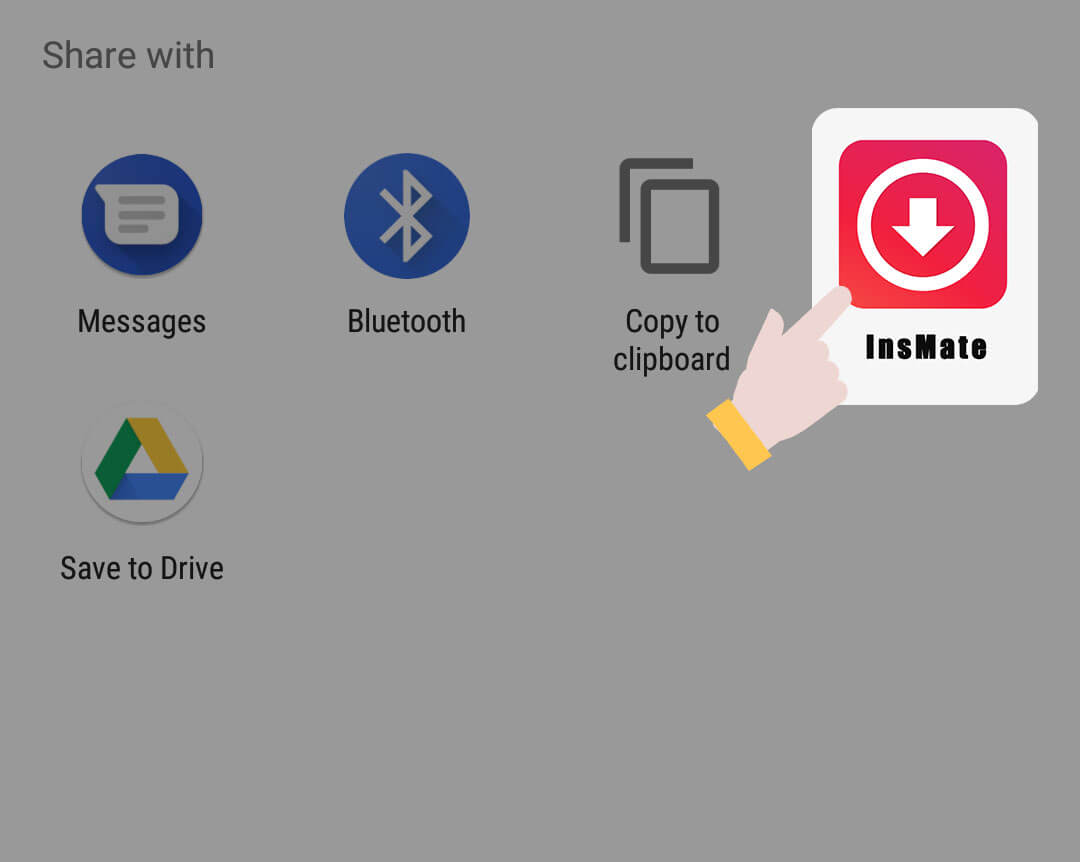 Share with
Messages
Bluetooth
Copy to
clipboard
InsMate
Save to Drive